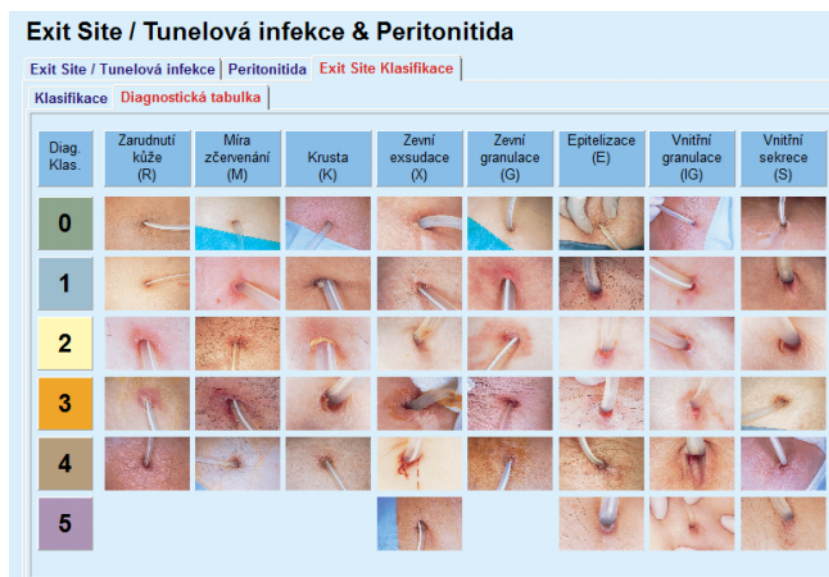 Exit Site / Tunelová infekce & Peritonitida
Exit Site / Tunelová infekce Peritonitida Exit Site Klasifikace
Klasifikace Diagnostická tabulka
Diag. Klas.
Zarudnutí kůže (R)
Míra zčervenání (M)
Krusta (K)
Zevní exsudace (X)
Zevní granulace (G)
Epitelizace (E)
Vnitřní granulace (IG)
Vnitřní sekrece (S)
0
1
2
3
4
5